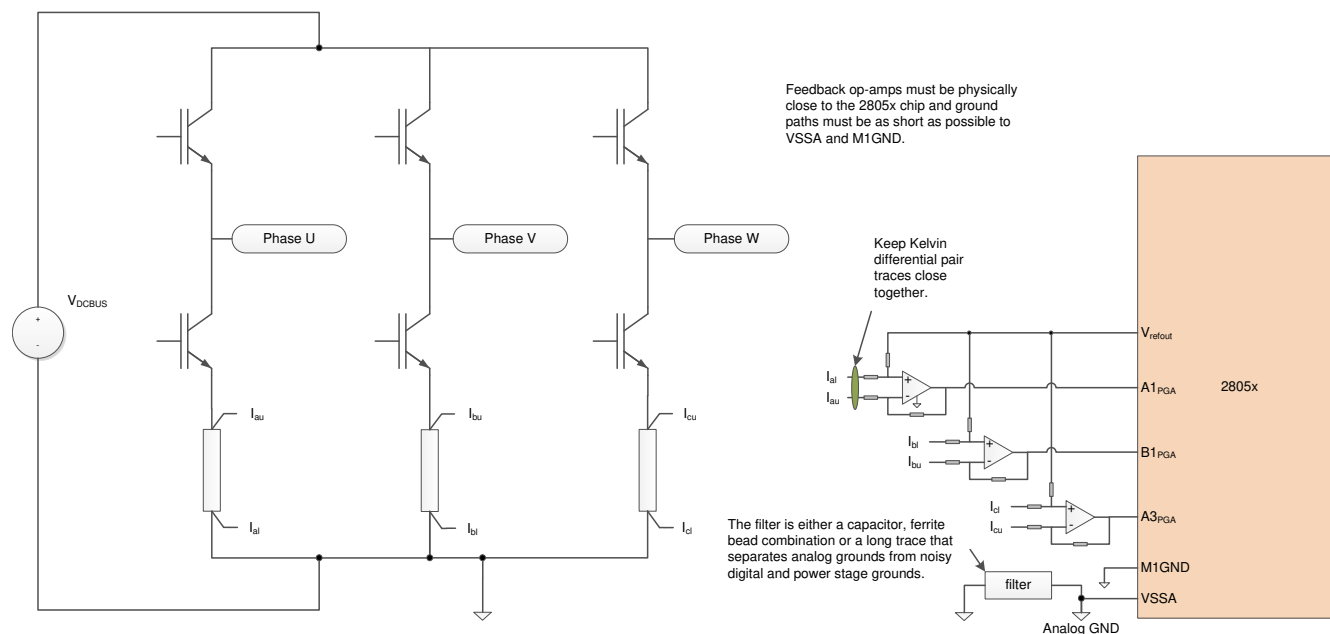 Feedback op-amps must be physically
close to the 2805x chip and ground
paths must be as short as possible to
VSSA and M1GND.
Phase U
Phase V
Phase W
Keep Kelvin
differential pair
traces close
together.
VDCBUS
+
-
Vrefout
Ial
+
Iau
-
A1PGA
2805x
Iau
Ibu
Icu
Ibl
+
Ibu
-
B1PGA
Ial
Ibl
Icl
Icl
+
Icu
-
A3PGA
The filter is either a capacitor, ferrite
bead combination or a long trace that
separates analog grounds from noisy
digital and power stage grounds.
M1GND
filter
VSSA
Analog GND